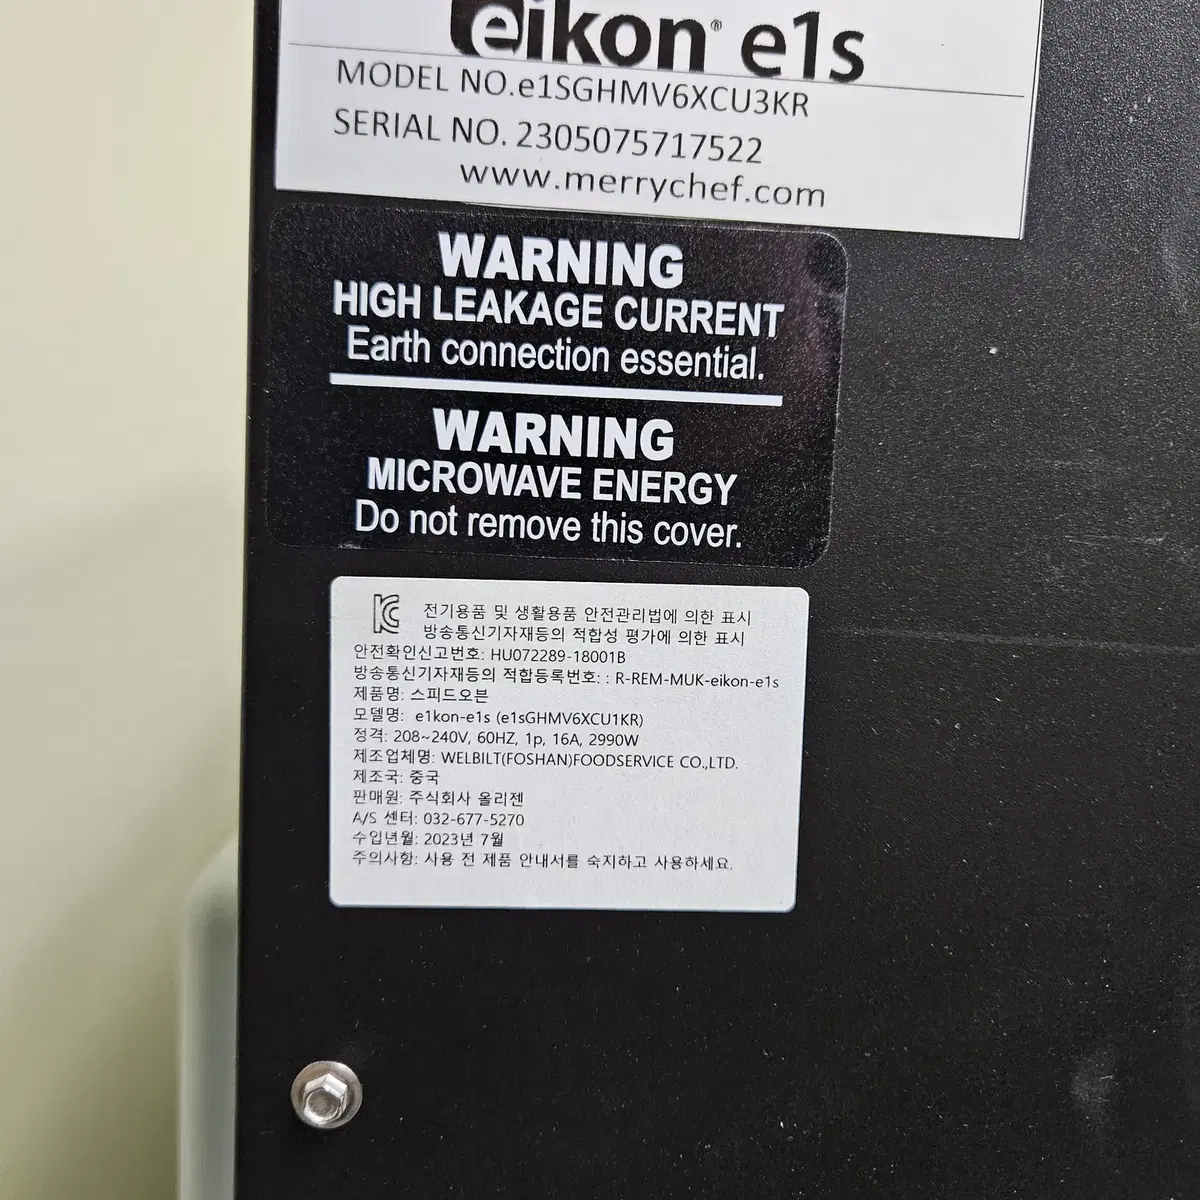 eikon® e1s
MODEL NO.e1SGHMV6XCU3KR
SERIAL NO. 2305075717522
www.merrychef.com
WARNING
HIGH LEAKAGE CURRENT
Earth connection essential.
WARNING
MICROWAVE ENERGY
Do not remove this cover.
전기용품 및 생활용품 안전관리법에 의한 표시
방송통신기자재등의 적합성 평가에 의한 표시
안전확인신고번호: HU072289-18001B
방송통신기자재등의 적합등록번호: : R-REM-MUK-eikon-e1s
제품명: 스피드오븐
모델명: e1kon-e1s (e1sGHMV6XCU1KR)
정격: 208~240V, 60HZ, 1p, 16A, 2990W
제조업체명: WELBILT(FOSHAN)FOODSERVICE CO.,LTD.
제조국: 중국
판매원: 주식회사 올리젠
A/S 센터: 032-677-5270
수입년월: 2023년 7월
주의사항: 사용 전 제품 안내서를 숙지하고 사용하세요.